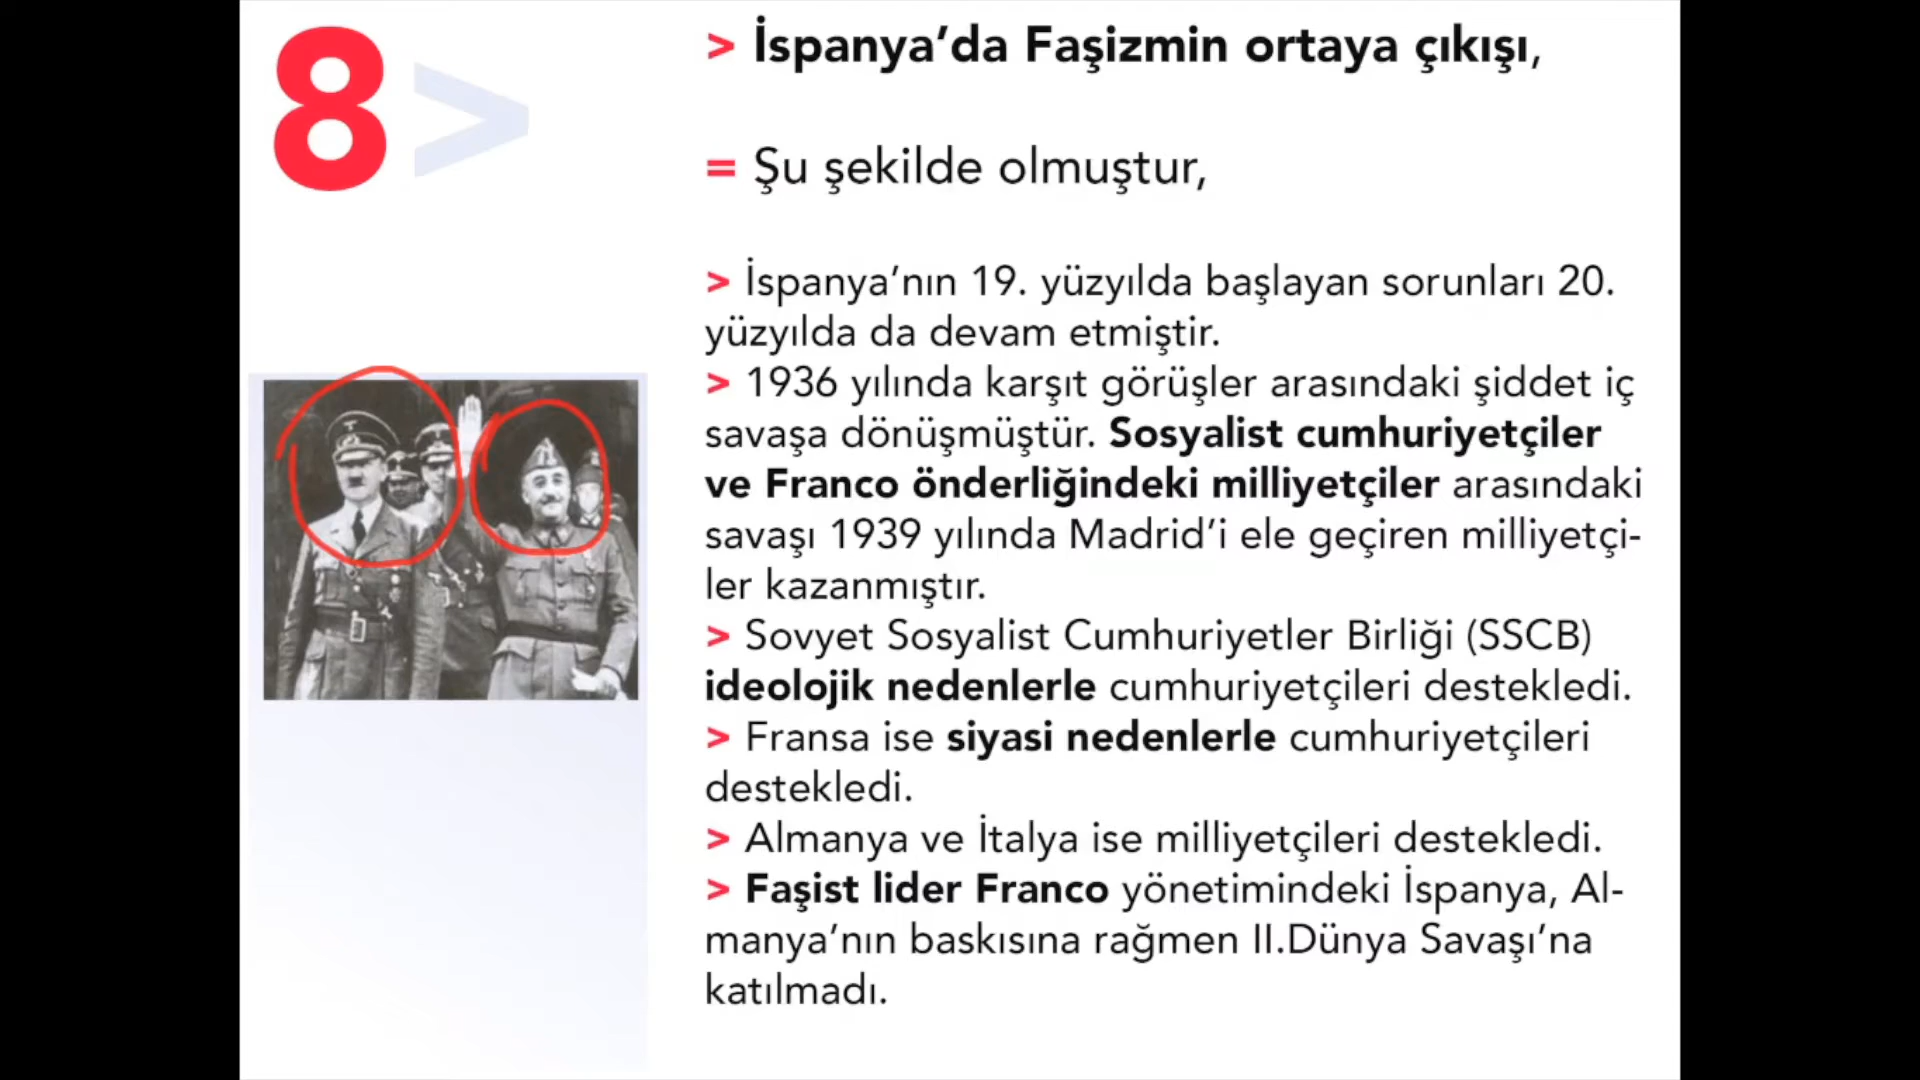 8>
> İspanya’da Faşizmin ortaya çıkışı,
= Şu şekilde olmuştur,
> İspanya’nın 19. yüzyılda başlayan sorunları 20.
yüzyılda da devam etmiştir.
> 1936 yılında karşıt görüşler arasındaki şiddet iç
savaşa dönüşmüştür. Sosyalist cumhuriyetçiler
ve Franco önderliğindeki milliyetçiler arasındaki
savaşı 1939 yılında Madrid’i ele geçiren milliyetçi-
ler kazanmıştır.
> Sovyet Sosyalist Cumhuriyetler Birliği (SSCB)
ideolojik nedenlerle cumhuriyetçileri destekledi.
> Fransa ise siyasi nedenlerle cumhuriyetçileri
destekledi.
> Almanya ve İtalya ise milliyetçileri destekledi.
> Faşist lider Franco yönetimindeki İspanya, Al-
manya’nın baskısına rağmen II.Dünya Savaşı’na
katılmadı.